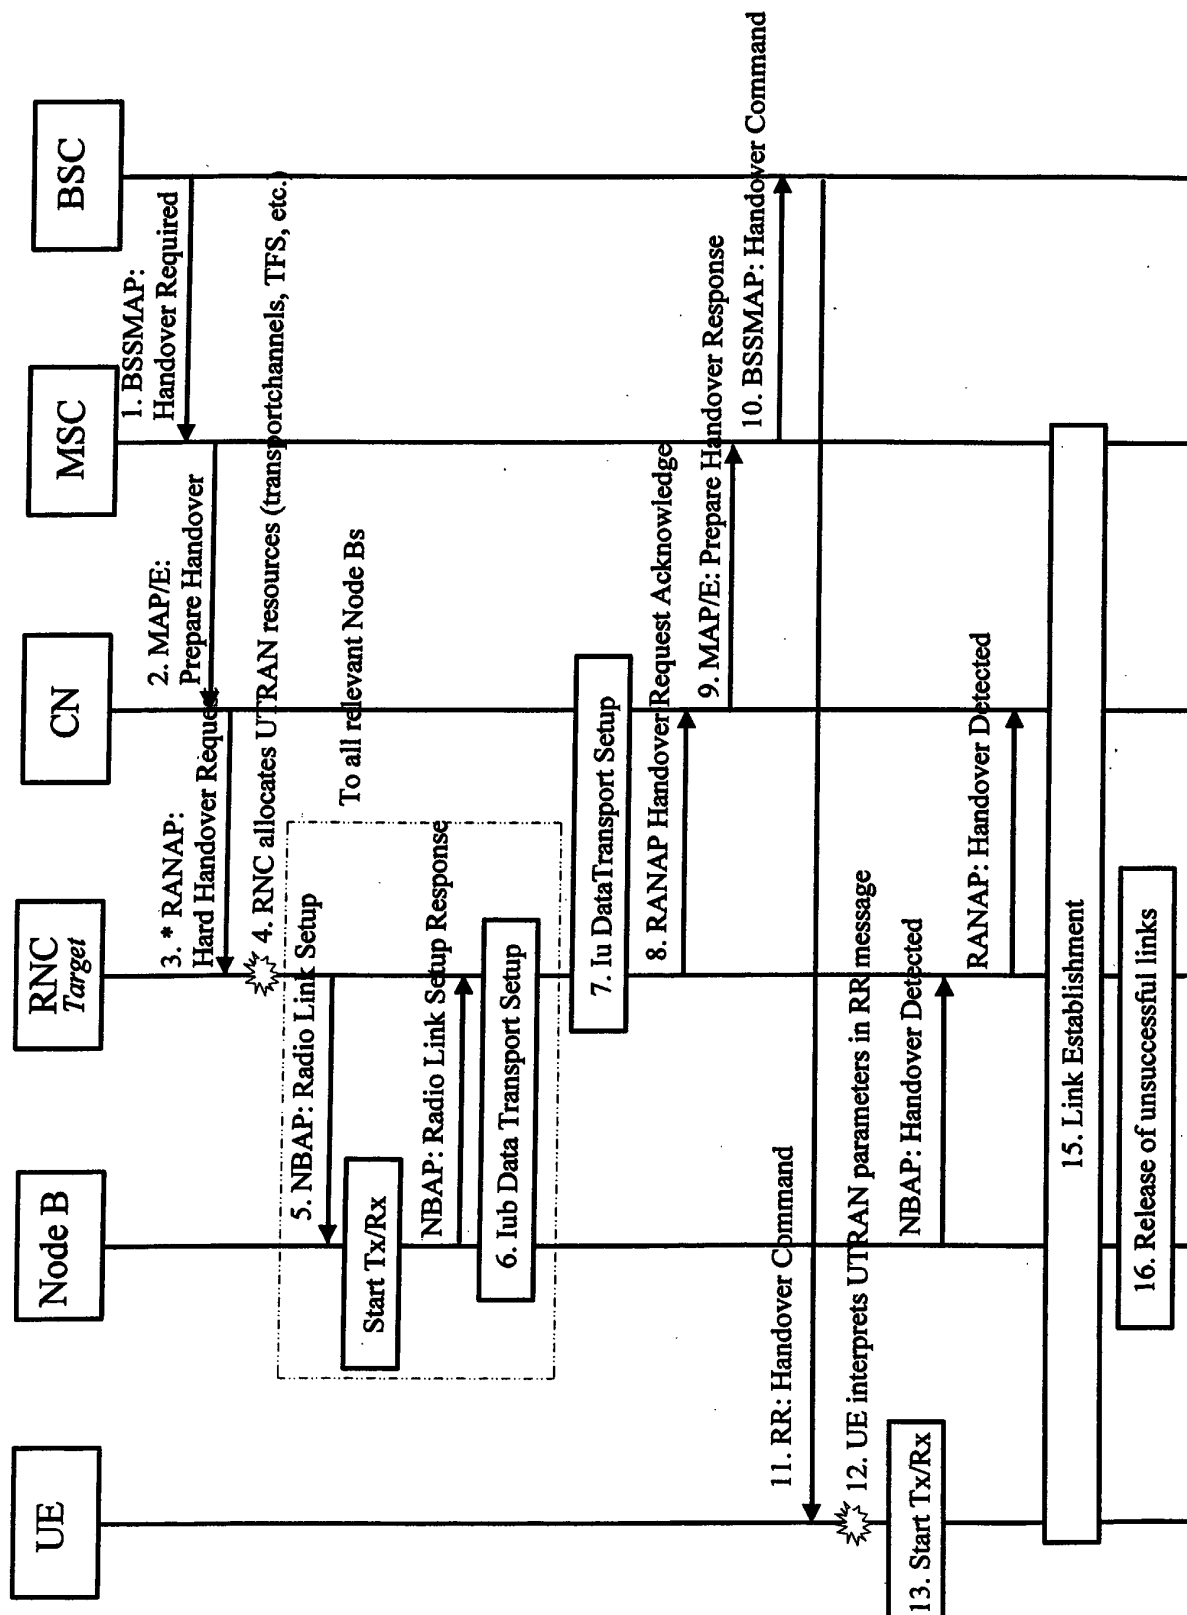 UE
Node B
RNC
Target
CN
MSC
BSC
1. BSSMAP:
Handover Required
2. MAP/E:
Prepare Handover
3. * RANAP:
Hard Handover Request
4. RNC allocates UTRAN resources (transportchannels, TFS, etc.)
5. NBAP: Radio Link Setup
To all relevant Node Bs
Start Tx/Rx
NBAP: Radio Link Setup Response
6. Iub Data Transport Setup
7. Iu DataTransport Setup
8. RANAP Handover Request Acknowledge
9. MAP/E: Prepare Handover Response
10. BSSMAP: Handover Command
11. RR: Handover Command
12. UE interprets UTRAN parameters in RR message
13. Start Tx/Rx
NBAP: Handover Detected
RANAP: Handover Detected
15. Link Establishment
16. Release of unsuccessful links